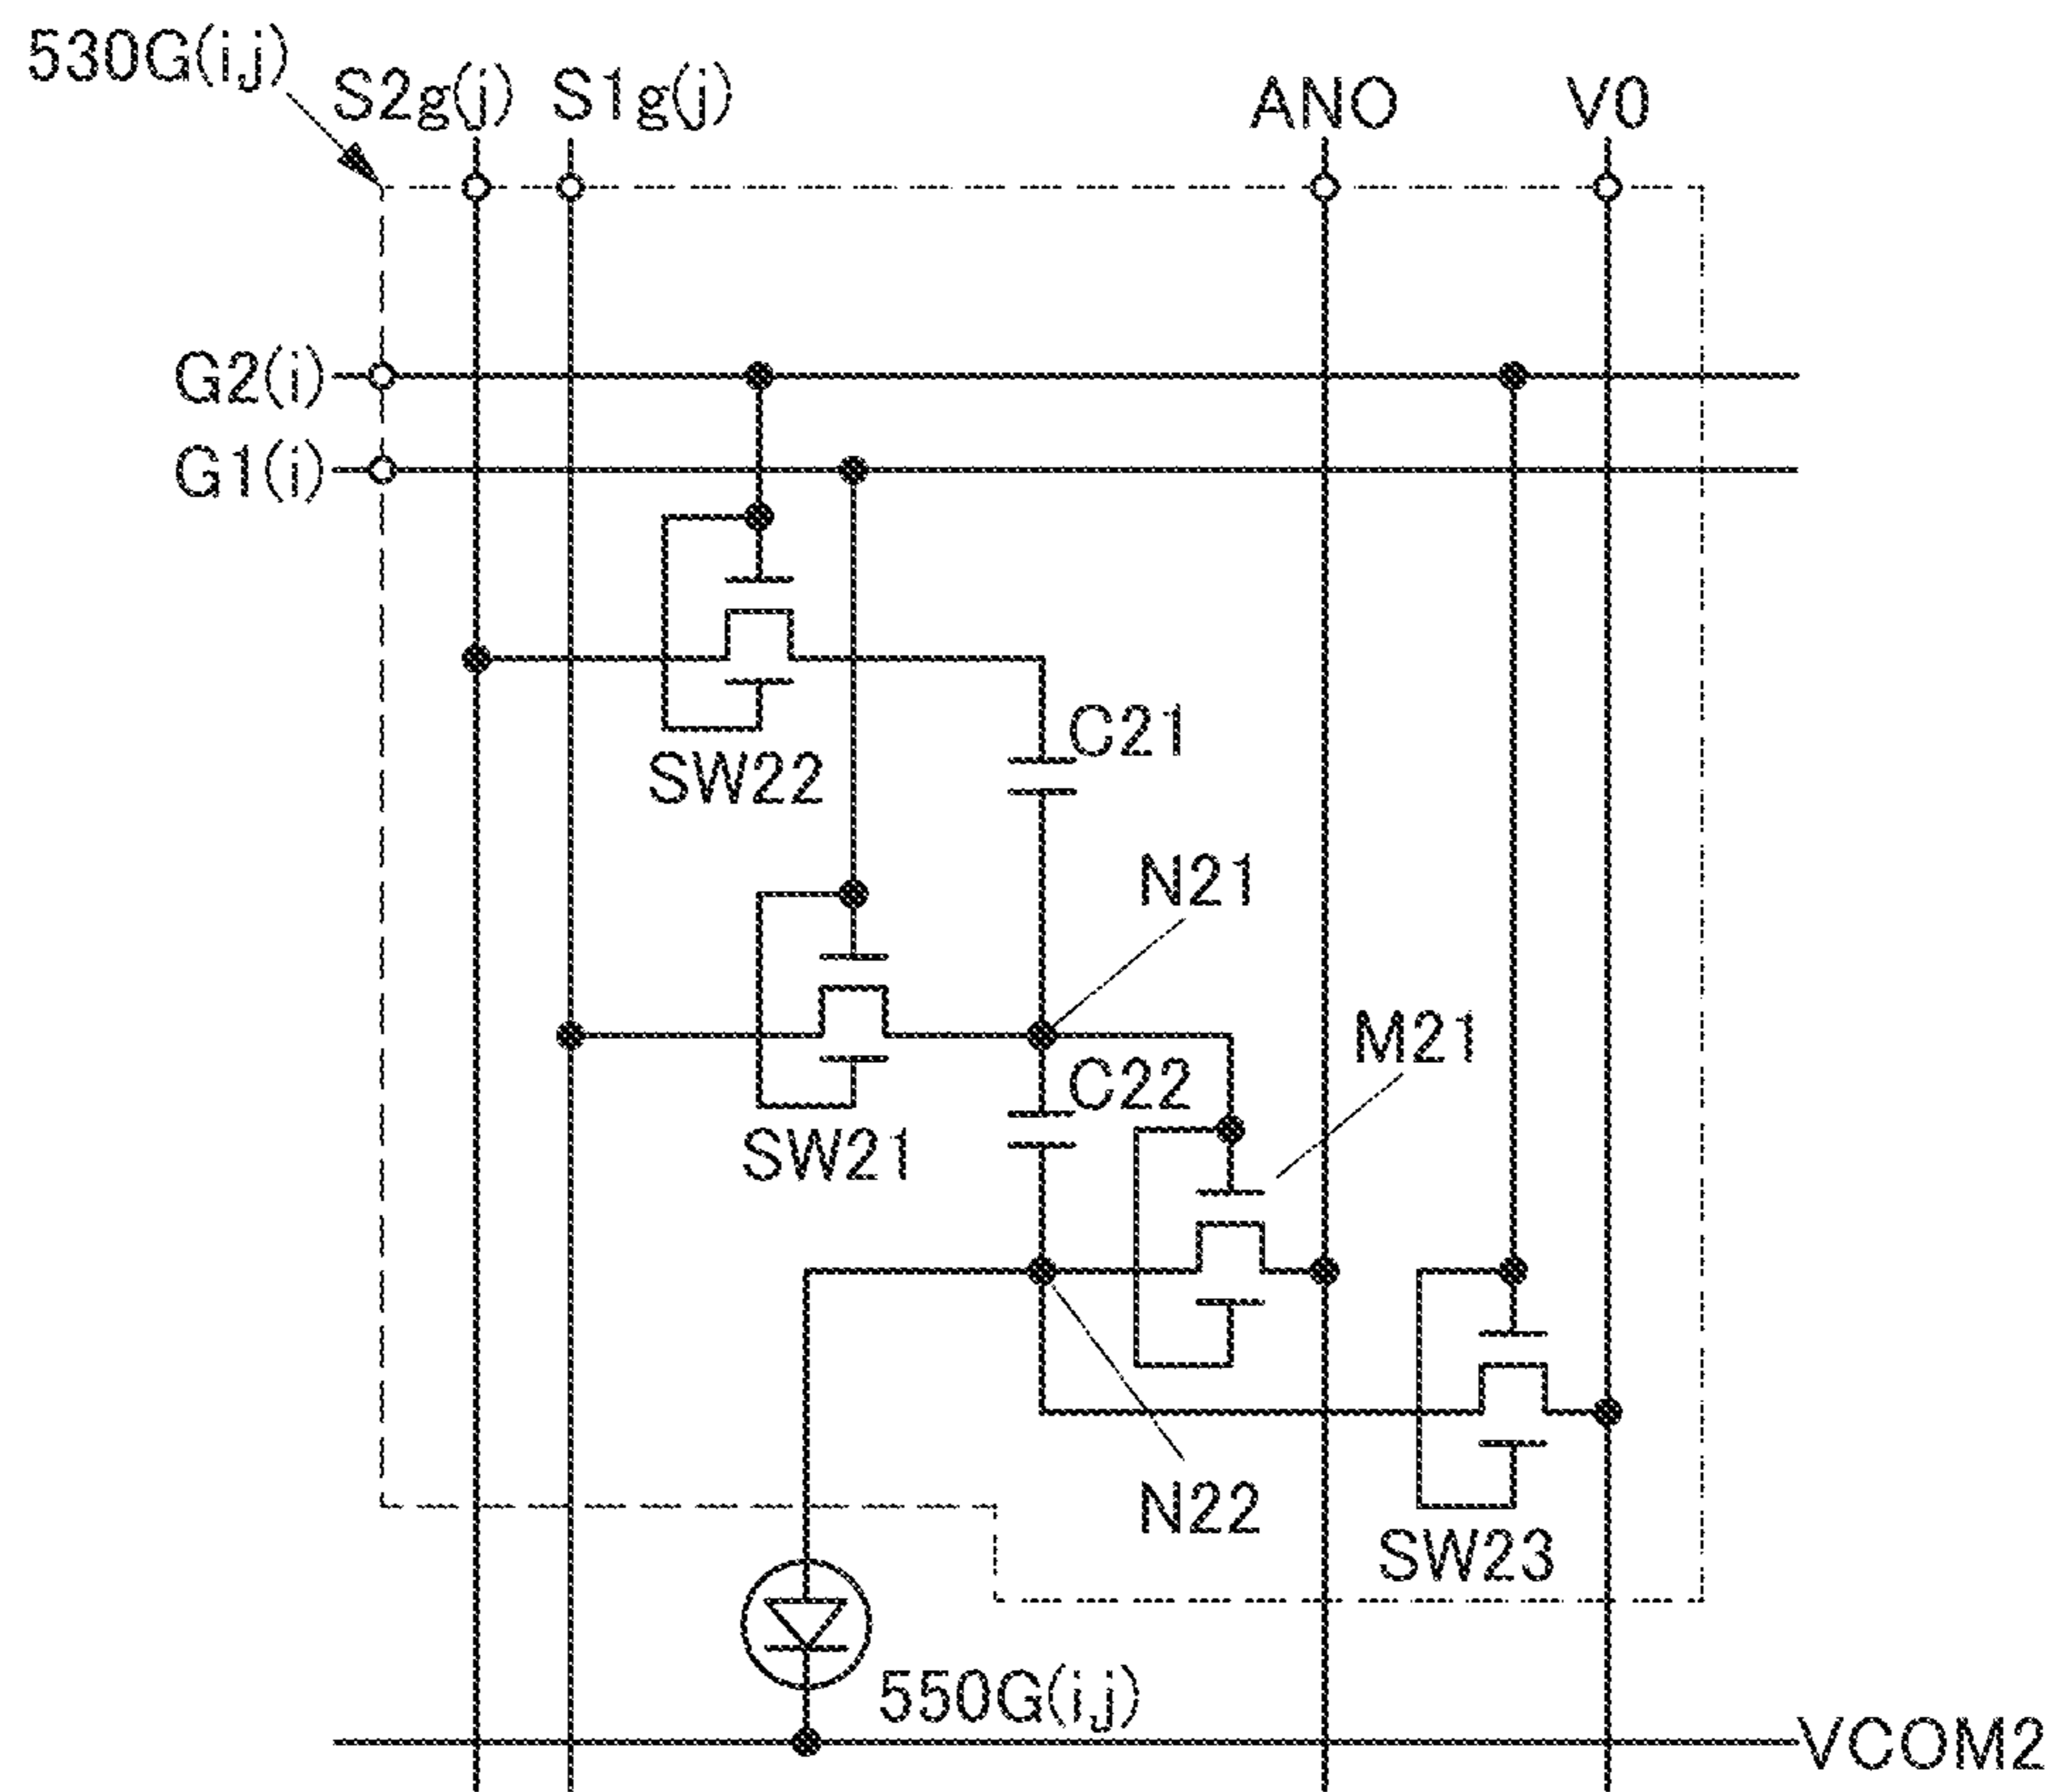 530G(i,j)
S2g(j) S1g(j) ANO V0
G2(i)
G1(i)
C21
SW22
N21
M21
C22
SW21
N22
SW23
550G(i,j)
VCOM2